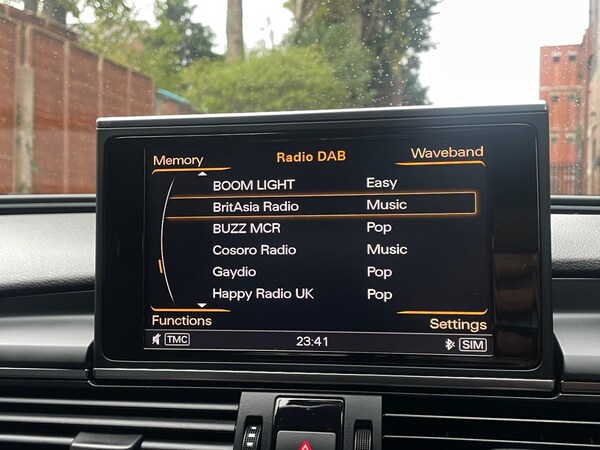 Memory Radio DAB Waveband
BOOM LIGHT Easy
BritAsia Radio Music
BUZZ MCR Pop
Cosoro Radio Music
Gaydio Pop
Happy Radio UK Pop
Functions Settings
TMC 23:41 SIM